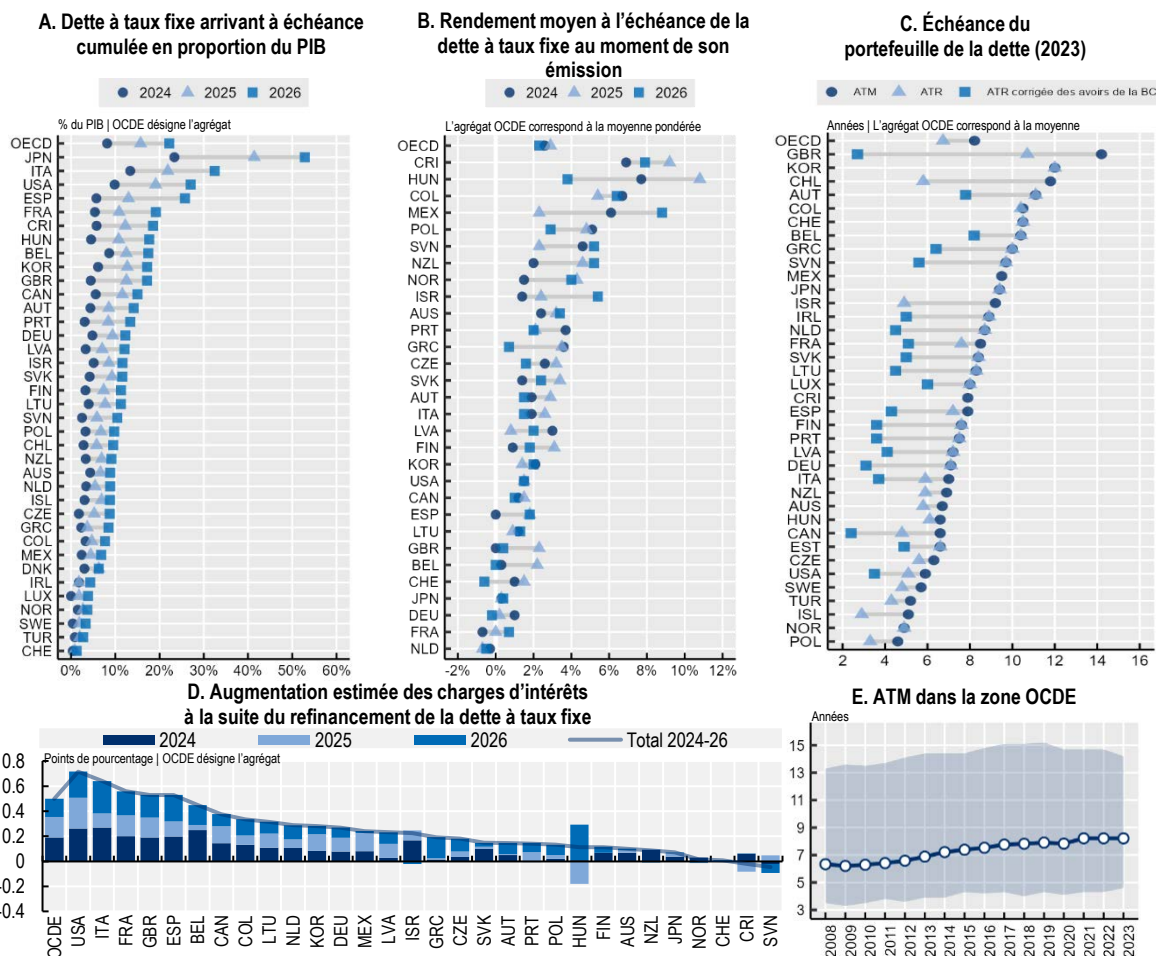 A. Dette à taux fixe arrivant à échéance
cumulée en proportion du PIB
2024 2025 2026
% du PIB | OCDE désigne l'agrégat
OECD
JPN
ITA
USA
ESP
FRA
CRI
HUN
BEL
KOR
GBR
CAN
AUT
PRT
DEU
LVA
ISR
SVK
FIN
LTU
SVN
POL
CHL
NZL
AUS
NLD
ISL
CZE
GRC
COL
MEX
DNK
IRL
LUX
NOR
SWE
TUR
CHE
0% 10% 20% 30% 40% 50% 60%
B. Rendement moyen à l'échéance de la
dette à taux fixe au moment de son
émission
2024 2025 2026
L'agrégat OCDE correspond à la moyenne pondérée
OECD
CRI
HUN
COL
MEX
POL
SVN
NZL
NOR
ISR
AUS
PRT
GRC
CZE
SVK
AUT
ITA
LVA
FIN
KOR
USA
CAN
ESP
LTU
GBR
BEL
CHE
JPN
DEU
FRA
NLD
-2% 0% 2% 4% 6% 8% 10% 12%
C. Échéance du
portefeuille de la dette (2023)
ATM ATR ATR corrigée des avoirs de la BC
Années | L'agrégat OCDE correspond à la moyenne
OECD
GBR
KOR
CHL
AUT
COL
CHE
BEL
GRC
SVN
MEX
JPN
ISR
IRL
NLD
FRA
SVK
LTU
LUX
CRI
ESP
FIN
PRT
LVA
DEU
ITA
NZL
AUS
HUN
CAN
EST
CZE
USA
SWE
TUR
ISL
NOR
POL
2 4 6 8 10 12 14 16
D. Augmentation estimée des charges d'intérêts
à la suite du refinancement de la dette à taux fixe
2024 2025 2026 Total 2024-26
Points de pourcentage | OCDE désigne l'agrégat
0.8
0.6
0.4
0.2
0
-0.2
-0.4
OCDE USA ITA FRA GBR ESP BEL CAN COL LTU NLD KOR DEU MEX LVA ISR GRC CZE SVK AUT PRT POL HUN FIN AUS NZL JPN NOR CHE CRI SVN
E. ATM dans la zone OCDE
Années
15
13
11
9
7
5
3
2008 2009 2010 2011 2012 2013 2014 2015 2016 2017 2018 2019 2020 2021 2022 2023